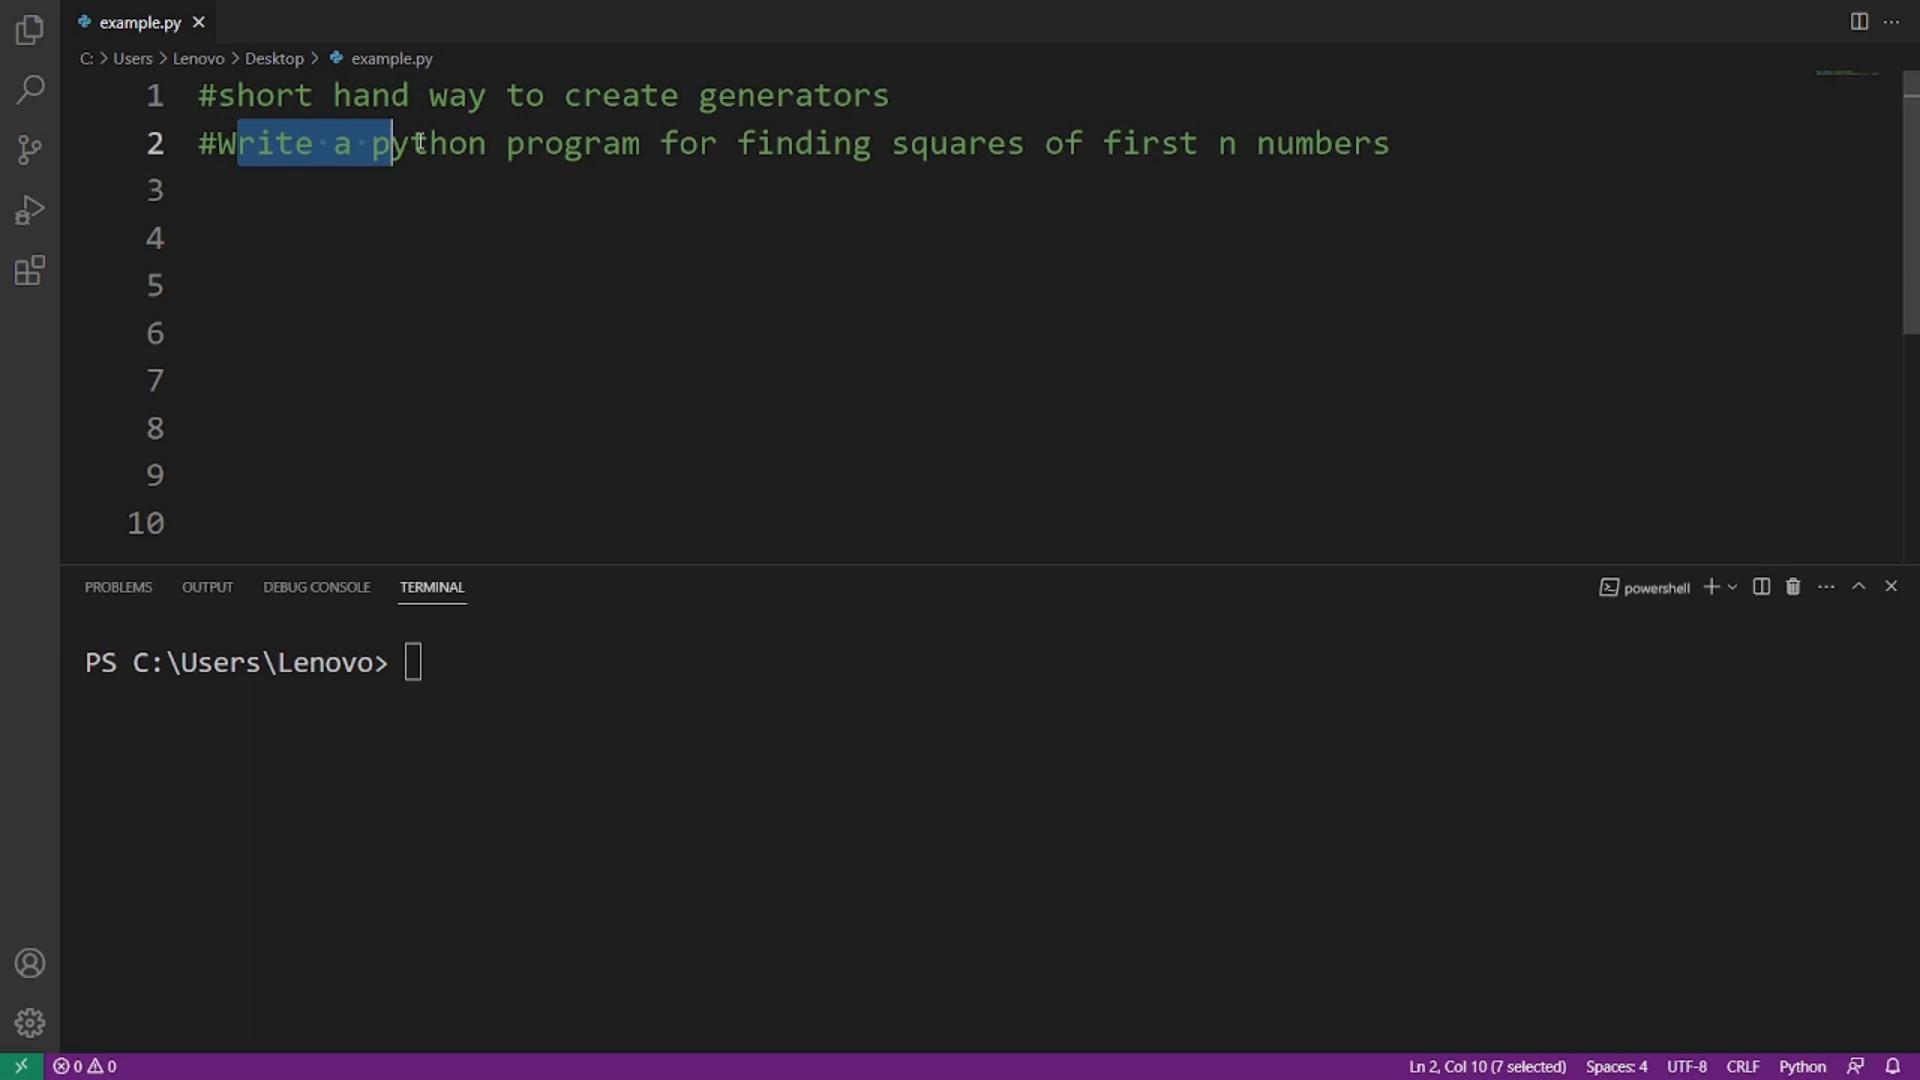 example.py
C: > Users > Lenovo > Desktop > example.py
1 #short hand way to create generators
2 #Write a python program for finding squares of first n numbers
3
4
5
6
7
8
9
10
PROBLEMS OUTPUT DEBUG CONSOLE TERMINAL powershell
PS C:\Users\Lenovo>
0 0 Ln 2, Col 10 (7 selected) Spaces: 4 UTF-8 CRLF Python